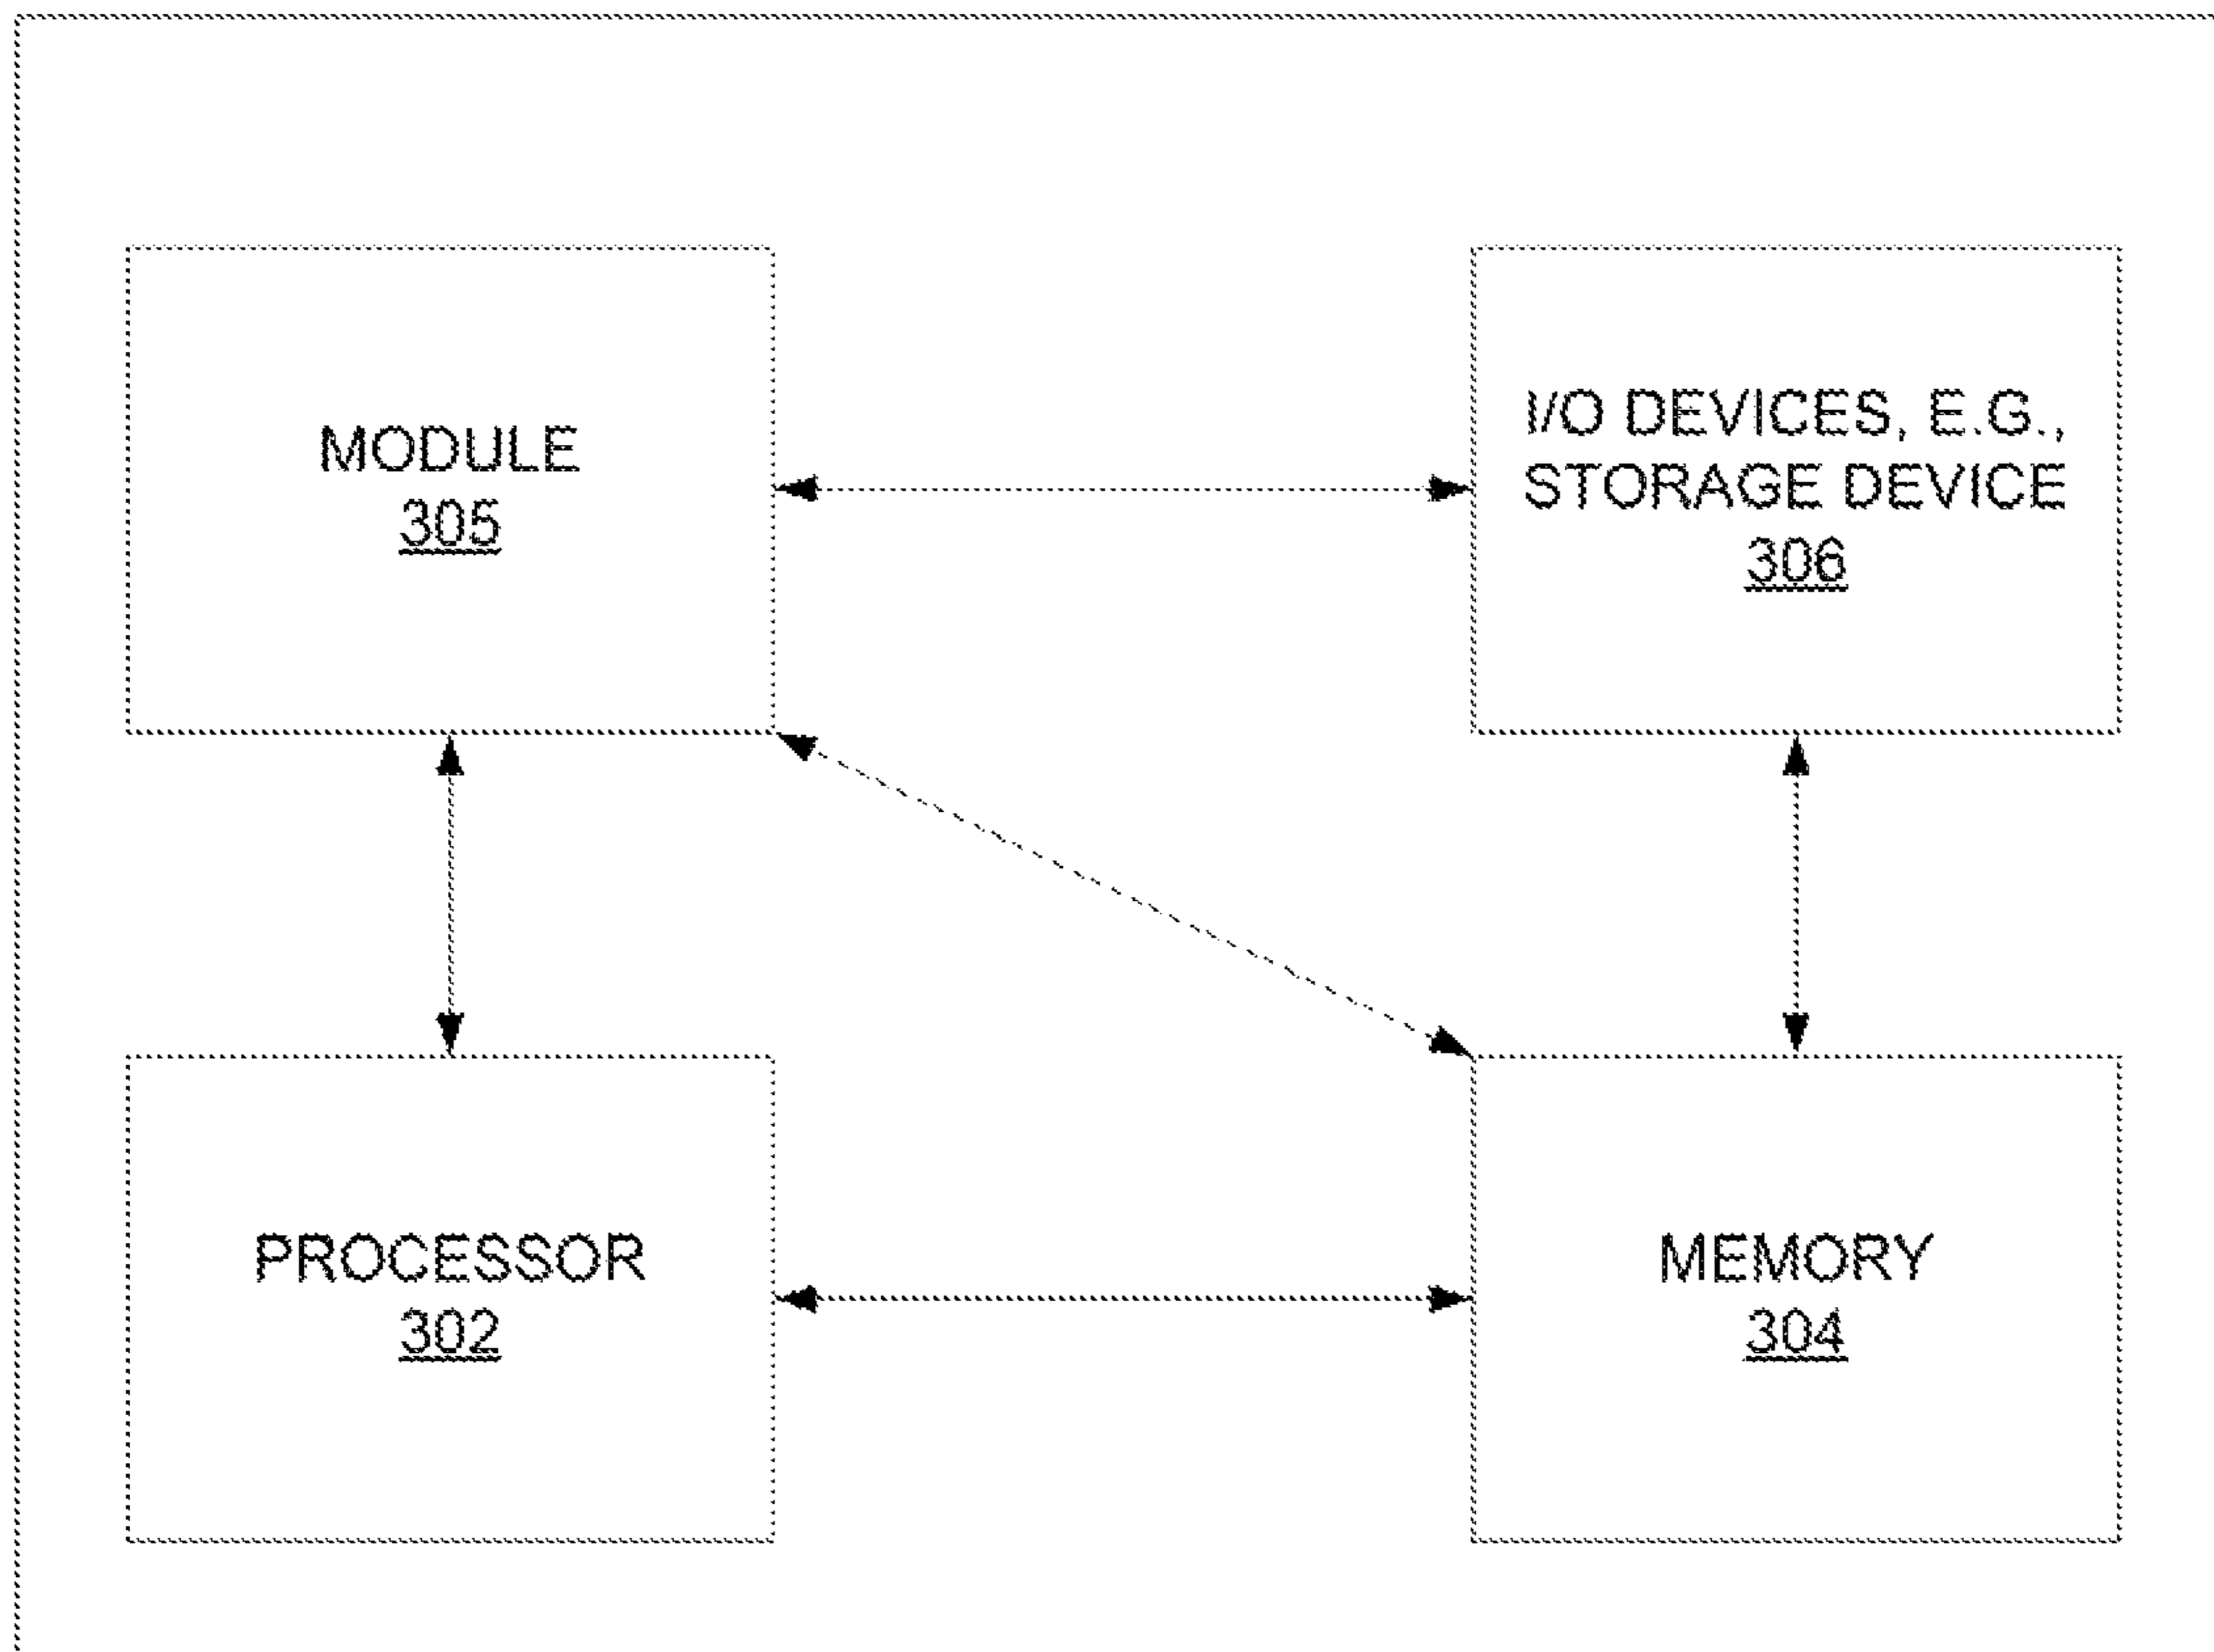 MODULE
305
I/O DEVICES, E.G.,
STORAGE DEVICE
306
PROCESSOR
302
MEMORY
304